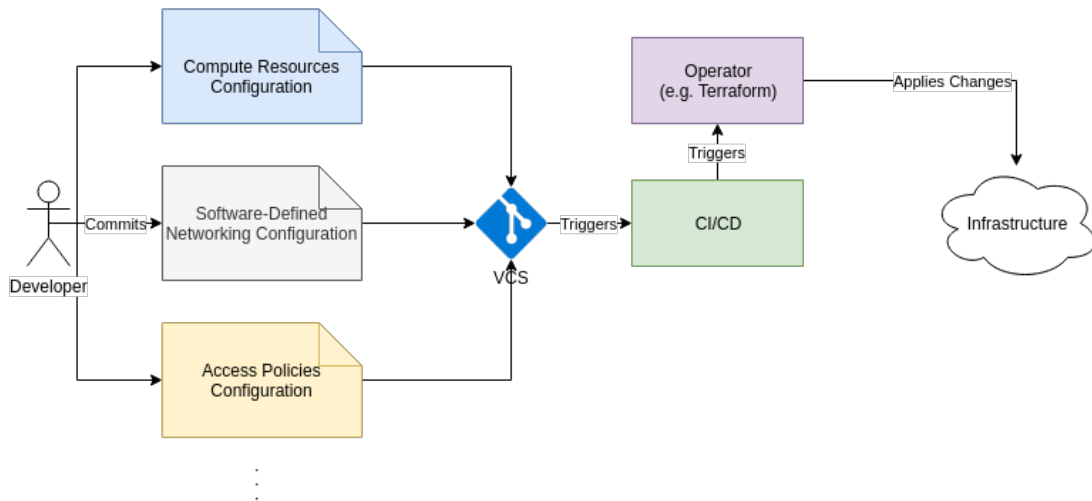 Compute Resources
Configuration
Operator
(e.g. Terraform)
Applies Changes
Triggers
Software-Defined
Networking Configuration
Commits
Triggers
CI/CD
Infrastructure
VCS
Developer
Access Policies
Configuration
.
.
.